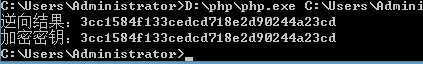 C:\Users\Administrator>D:\php\php.exe C:\Users\Admini
逆向结果：3cc1584f133cedcd718e2d90244a23cd
加密密钥：3cc1584f133cedcd718e2d90244a23cd
C:\Users\Administrator>